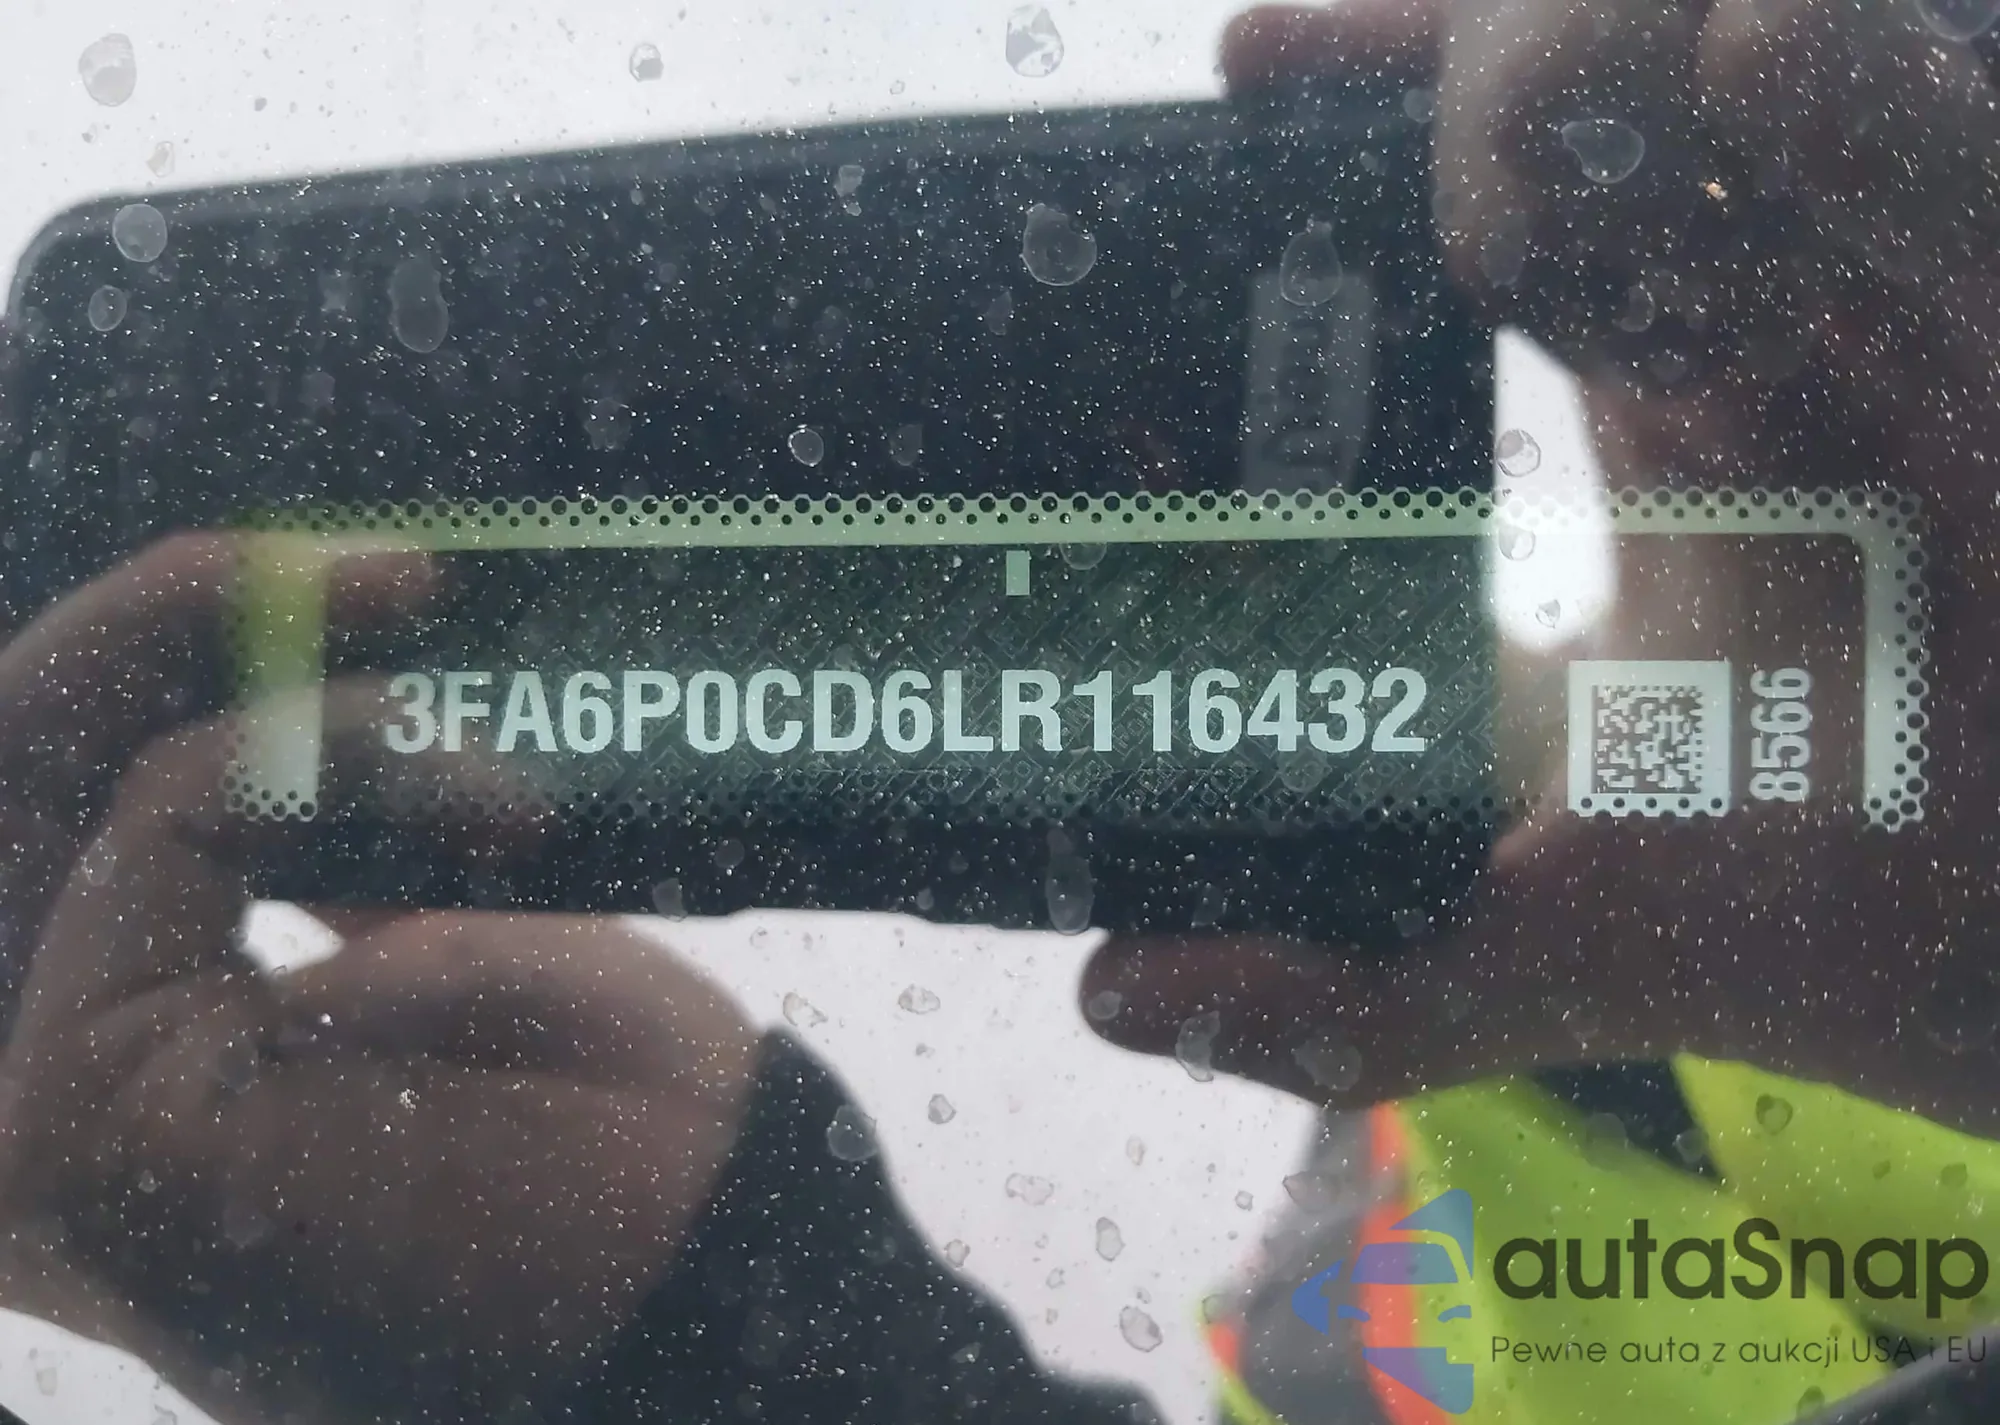 3FA6P0CD6LR116432
8566
autaSnap
Pewne auta z aukcji USA i EU